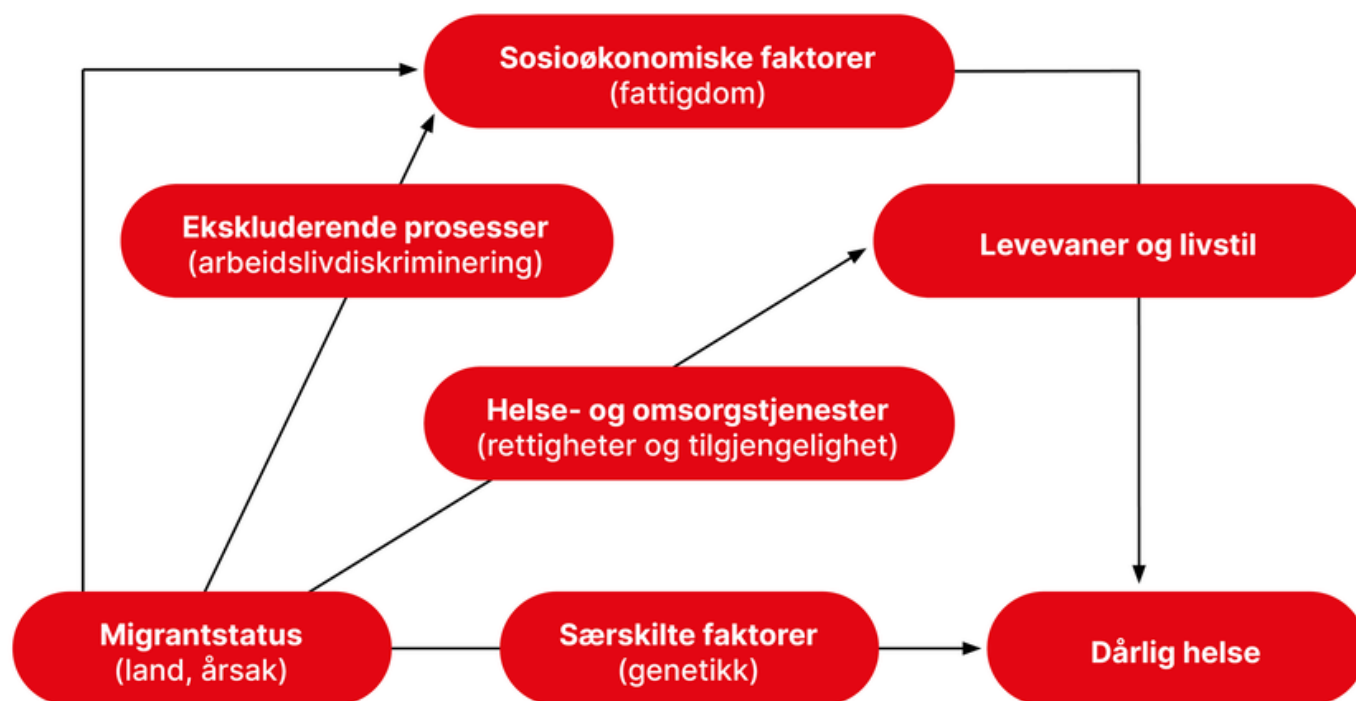 Sosioøkonomiske faktorer
(fattigdom)
Ekskluderende prosesser
(arbeidslivdiskriminering)
Levevaner og livstil
Helse- og omsorgstjenester
(rettigheter og tilgjengelighet)
Migrantstatus
(land, årsak)
Særskilte faktorer
(genetikk)
Dårlig helse